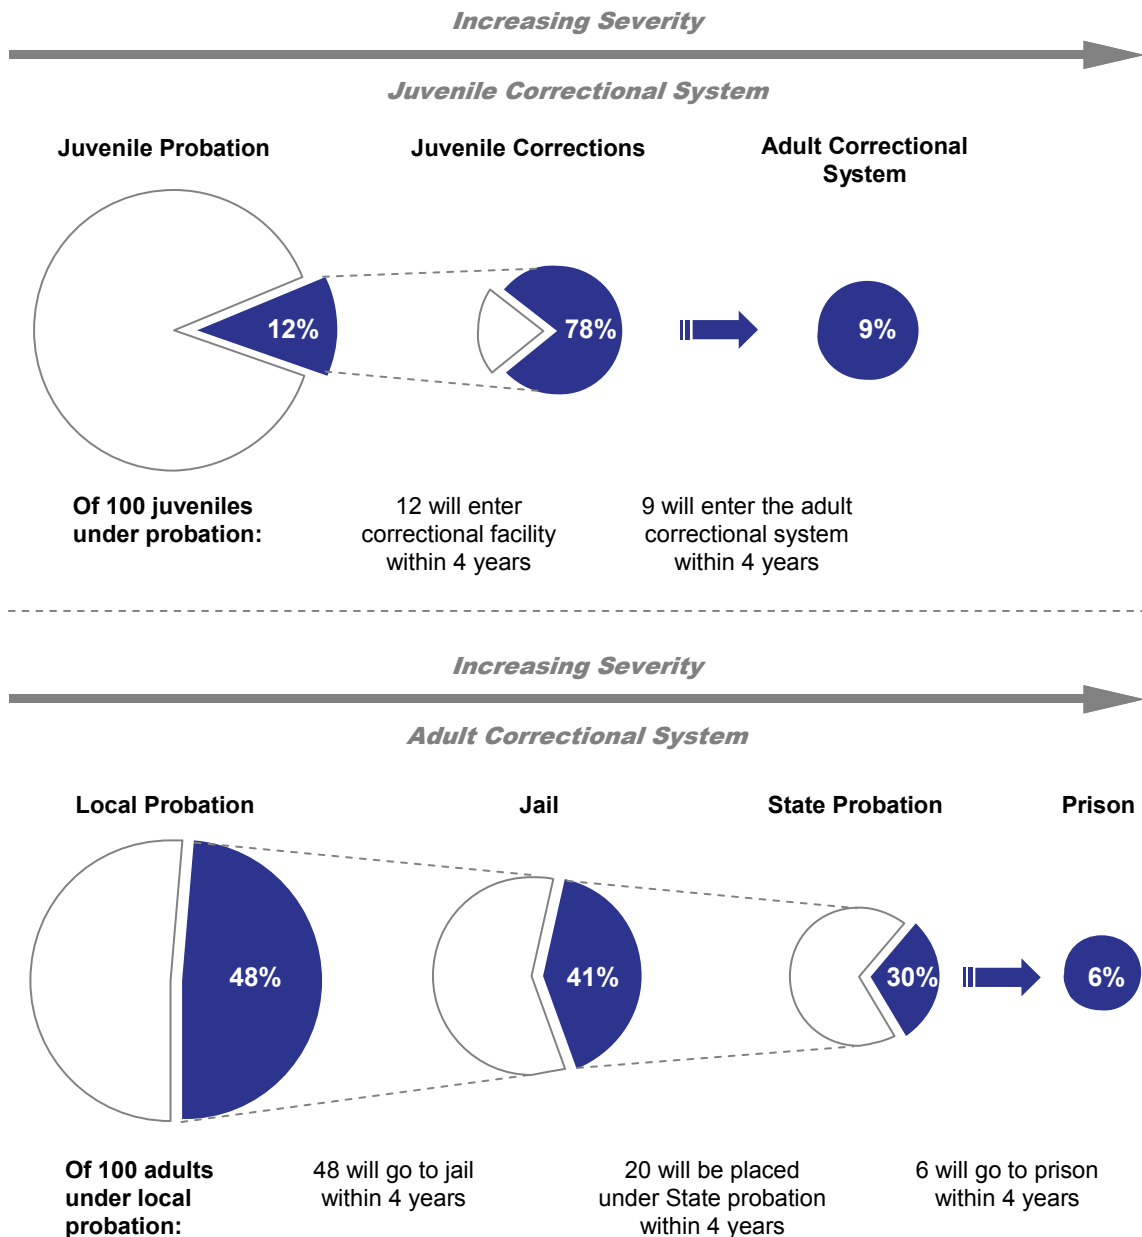 Increasing Severity
Juvenile Correctional System
Juvenile Probation
Juvenile Corrections
Adult Correctional
System
12%
78%
9%
Of 100 juveniles
under probation:
12 will enter
correctional facility
within 4 years
9 will enter the adult
correctional system
within 4 years
Increasing Severity
Adult Correctional System
Local Probation
Jail
State Probation
Prison
48%
41%
30%
6%
Of 100 adults
under local
probation:
48 will go to jail
within 4 years
20 will be placed
under State probation
within 4 years
6 will go to prison
within 4 years